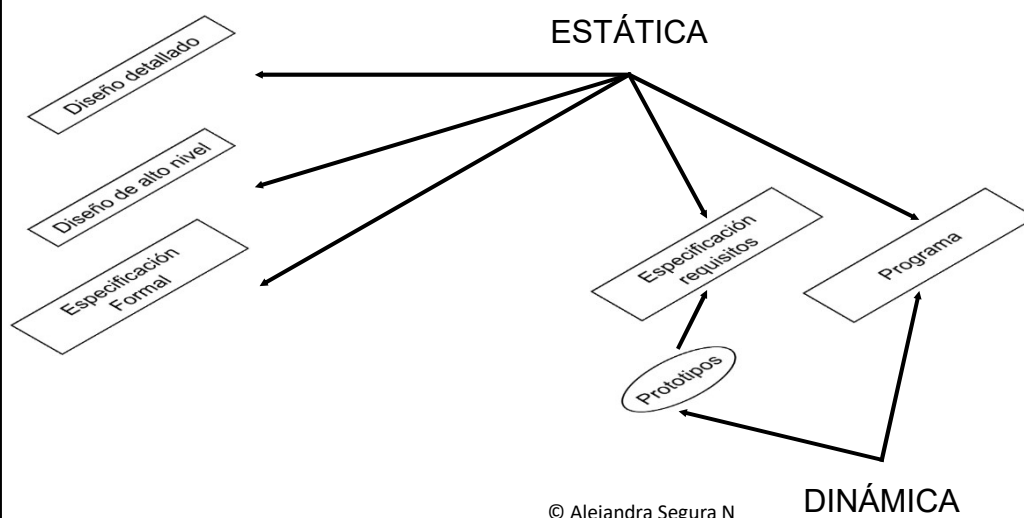 ESTÁTICA
Diseño detallado
Diseño de alto nivel
Especificación
Formal
Especificación
requisitos
Programa
Prototipos
DINÁMICA
© Alejandra Segura N